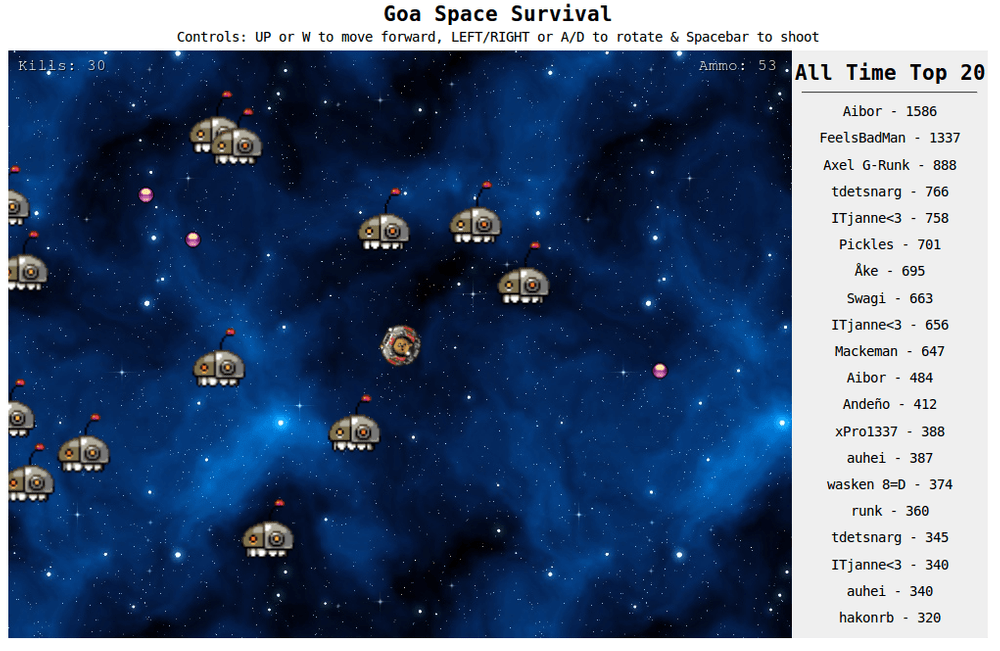 Goa Space Survival
Controls: UP or W to move forward, LEFT/RIGHT or A/D to rotate & Spacebar to shoot
Kills: 30
Ammo: 53
All Time Top 20
Aibor - 1586
FeelsBadMan - 1337
Axel G-Runk - 888
tdetsnarg - 766
ITjanne<3 - 758
Pickles - 701
Åke - 695
Swagi - 663
ITjanne<3 - 656
Mackeman - 647
Aibor - 484
Andeño - 412
xPro1337 - 388
auhei - 387
wasken 8=D - 374
runk - 360
tdetsnarg - 345
ITjanne<3 - 340
auhei - 340
hakonrb - 320